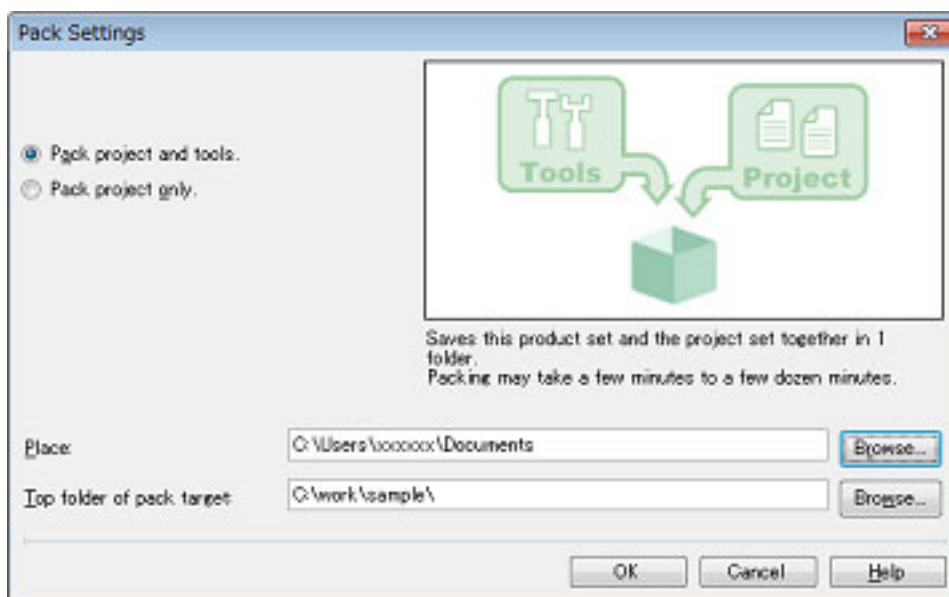 Pack Settings
Pack project and tools.
Pack project only.
Tools
Project
Saves this product set and the project set together in 1
folder.
Packing may take a few minutes to a few dozen minutes.
Place:
C:\Users\xxxxxx\Documents
Browse...
Top folder of pack target:
C:\work\sample\
Browse...
OK
Cancel
Help